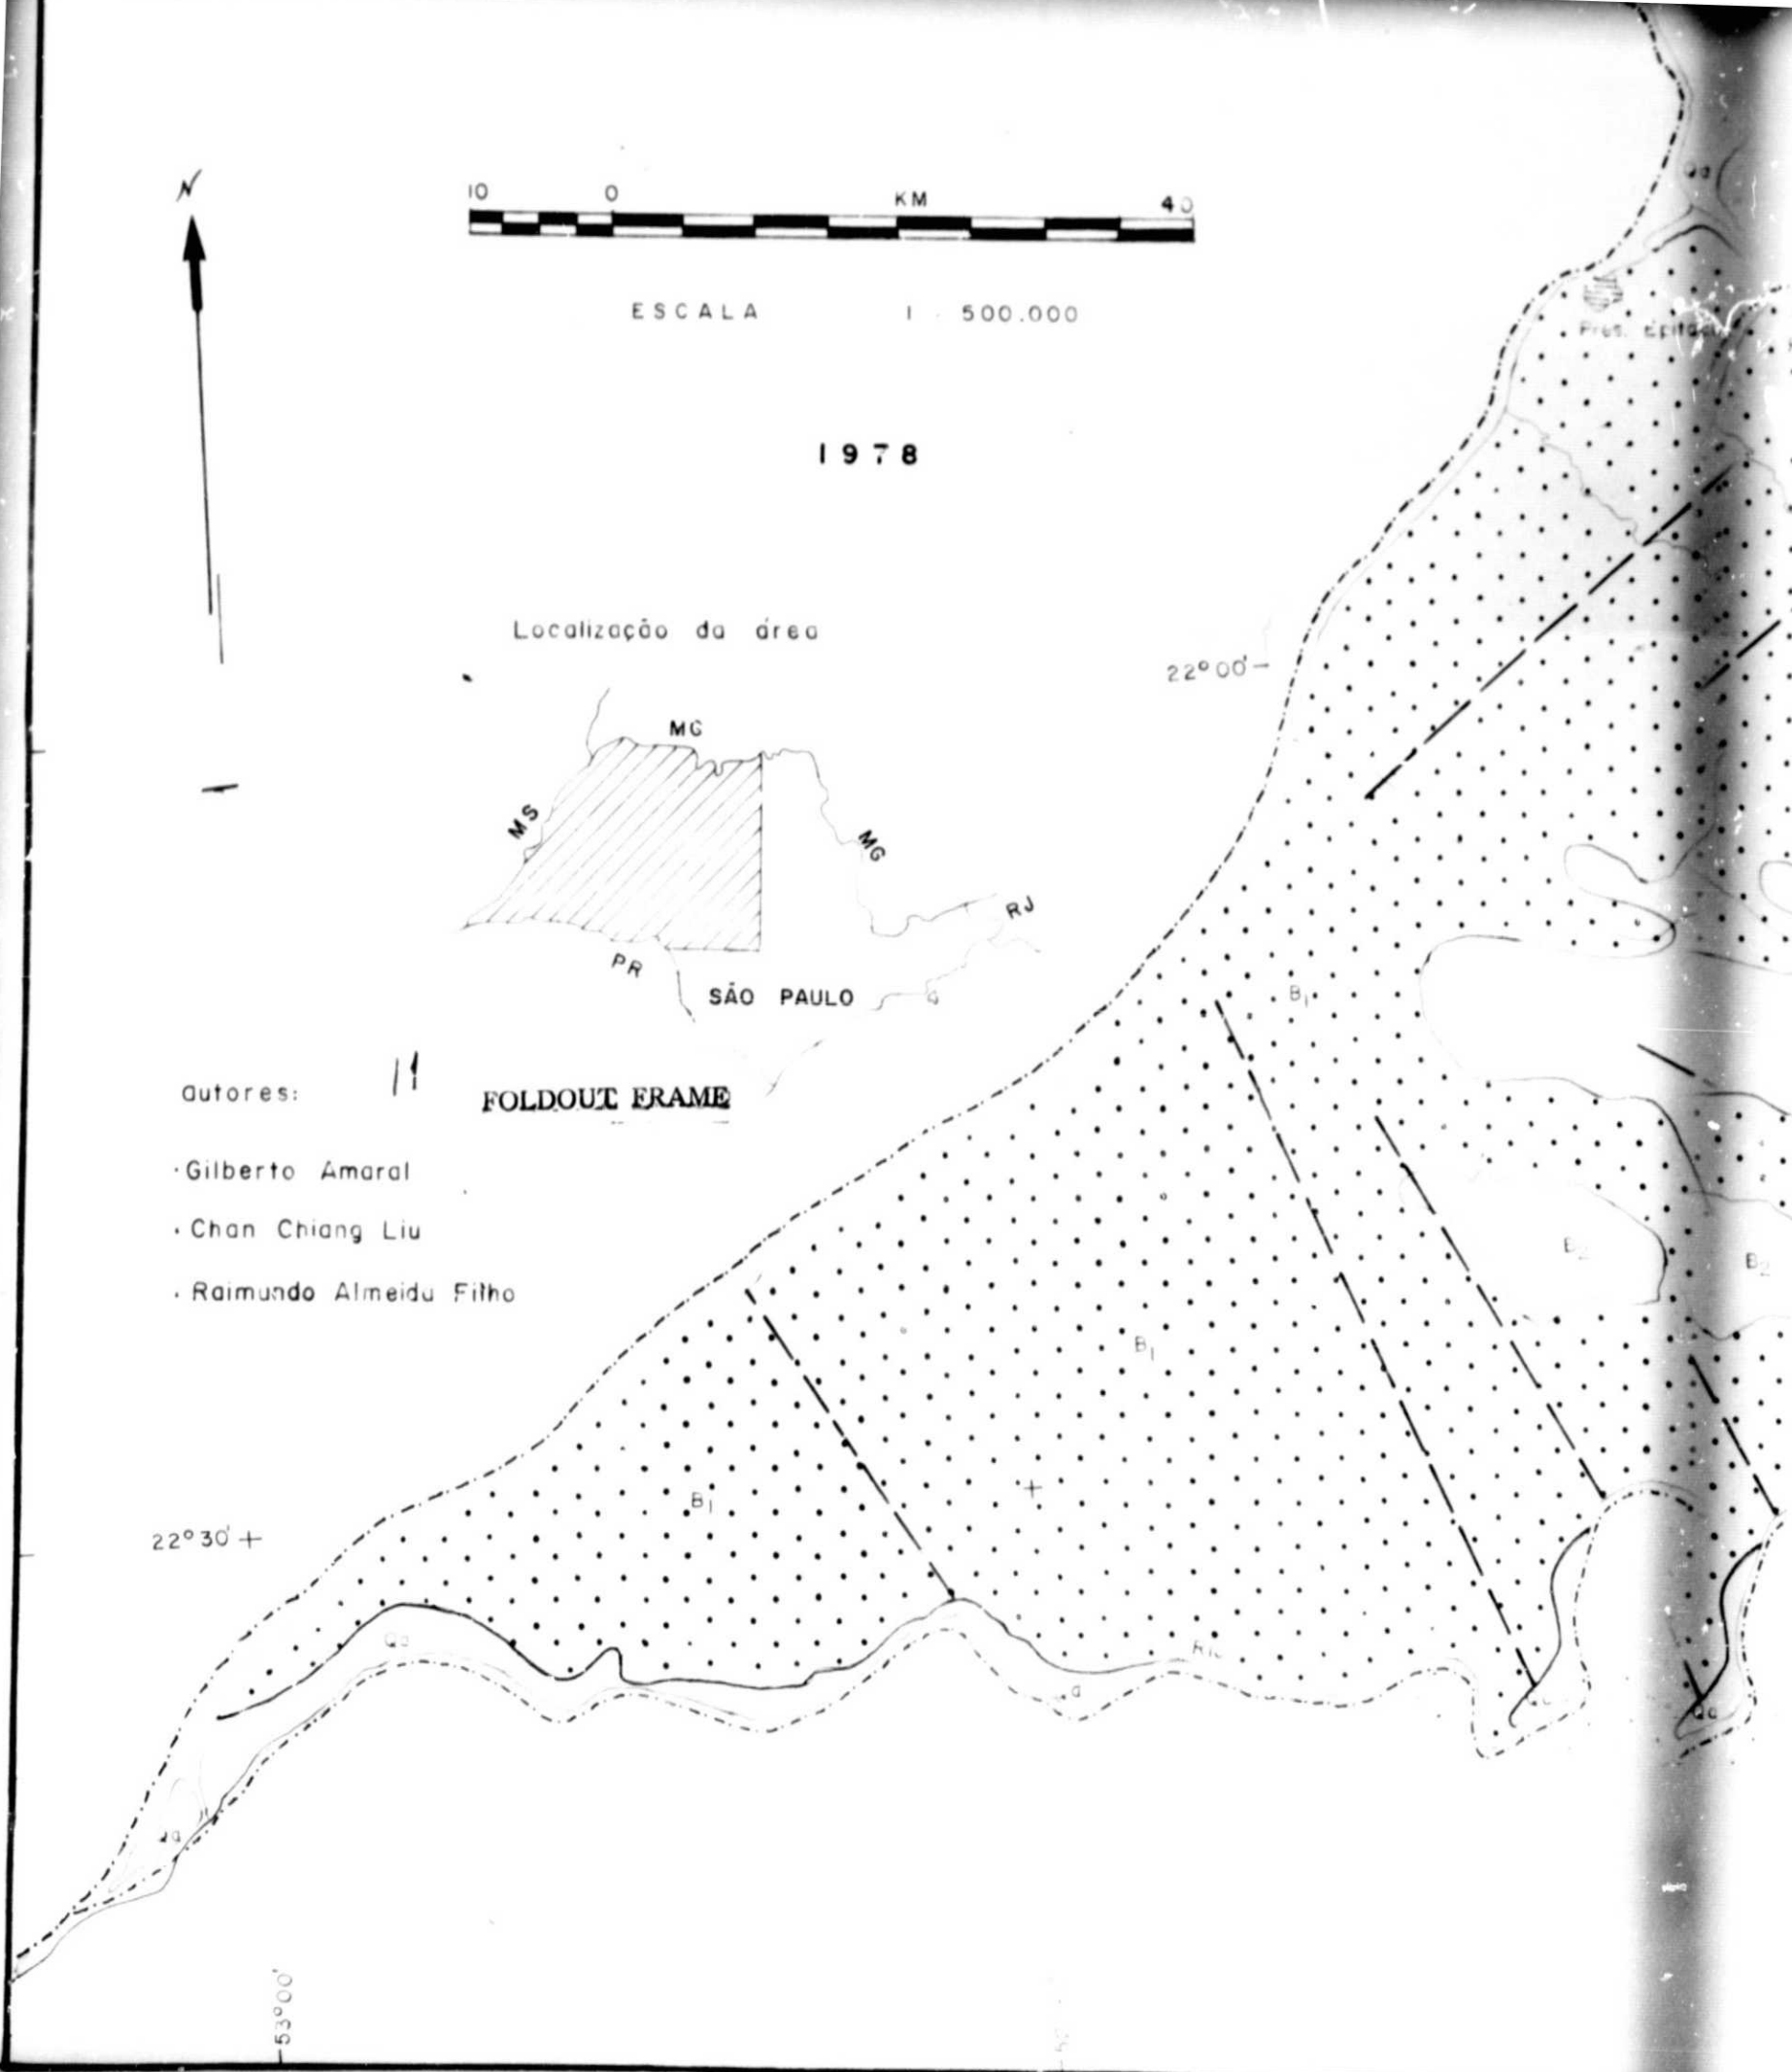 N
10 0 KM 40
ESCALA 1 500.000
1978
Qa
Pres.
Localização da área
22°00'
MG
MS
MG
RJ
PR
SÃO PAULO
autores:
FOLDOUT FRAME
· Gilberto Amaral
· Chan Chiang Liu
· Raimundo Almeida Filho
B1
B2
B2
B1
B1
22°30'
Qa
Qa
53°00'